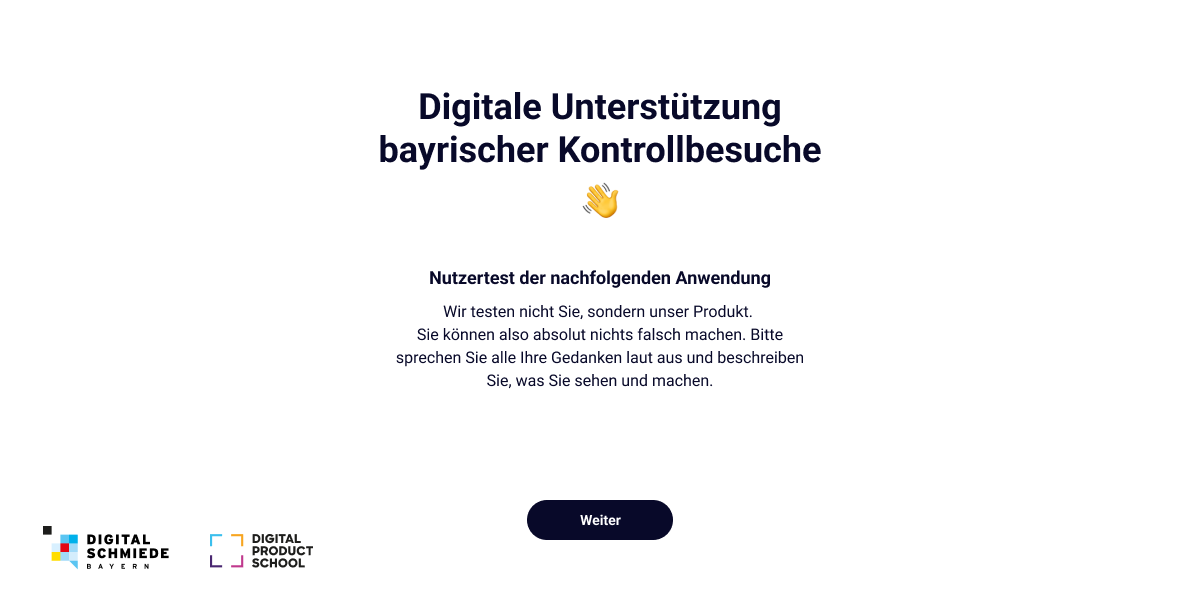 Digitale Unterstützung
bayrischer Kontrollbesuche
Nutzertest der nachfolgenden Anwendung
Wir testen nicht Sie, sondern unser Produkt.
Sie können also absolut nichts falsch machen. Bitte
sprechen Sie alle Ihre Gedanken laut aus und beschreiben
Sie, was Sie sehen und machen.
Weiter
DIGITAL
SCHMIEDE
BAYERN
DIGITAL
PRODUCT
SCHOOL